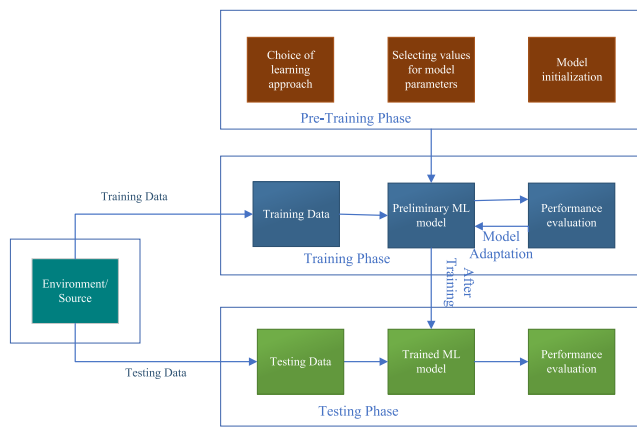 Choice of
learning
approach
Selecting values
for model
parameters
Model
initialization
Pre-Training Phase
Training Data
Training Data
Preliminary ML
model
Performance
evaluation
Model
Adaptation
Training Phase
After
Training
Environment/
Source
Testing Data
Testing Data
Trained ML
model
Performance
evaluation
Testing Phase